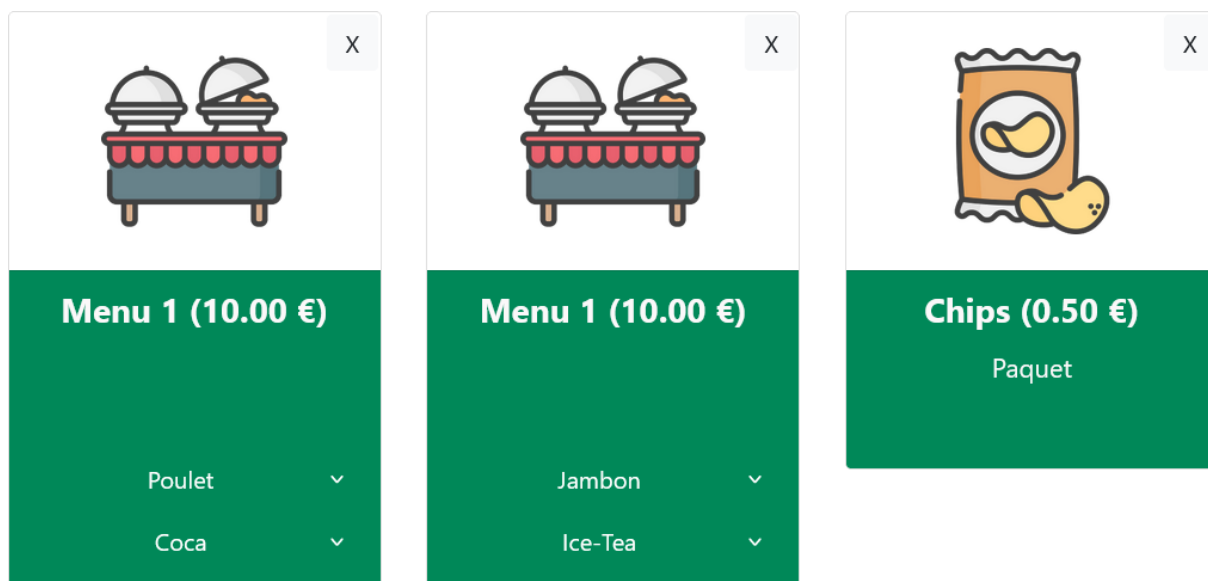 X
Menu 1 (10.00 €)
Poulet
Coca
X
Menu 1 (10.00 €)
Jambon
Ice-Tea
X
Chips (0.50 €)
Paquet